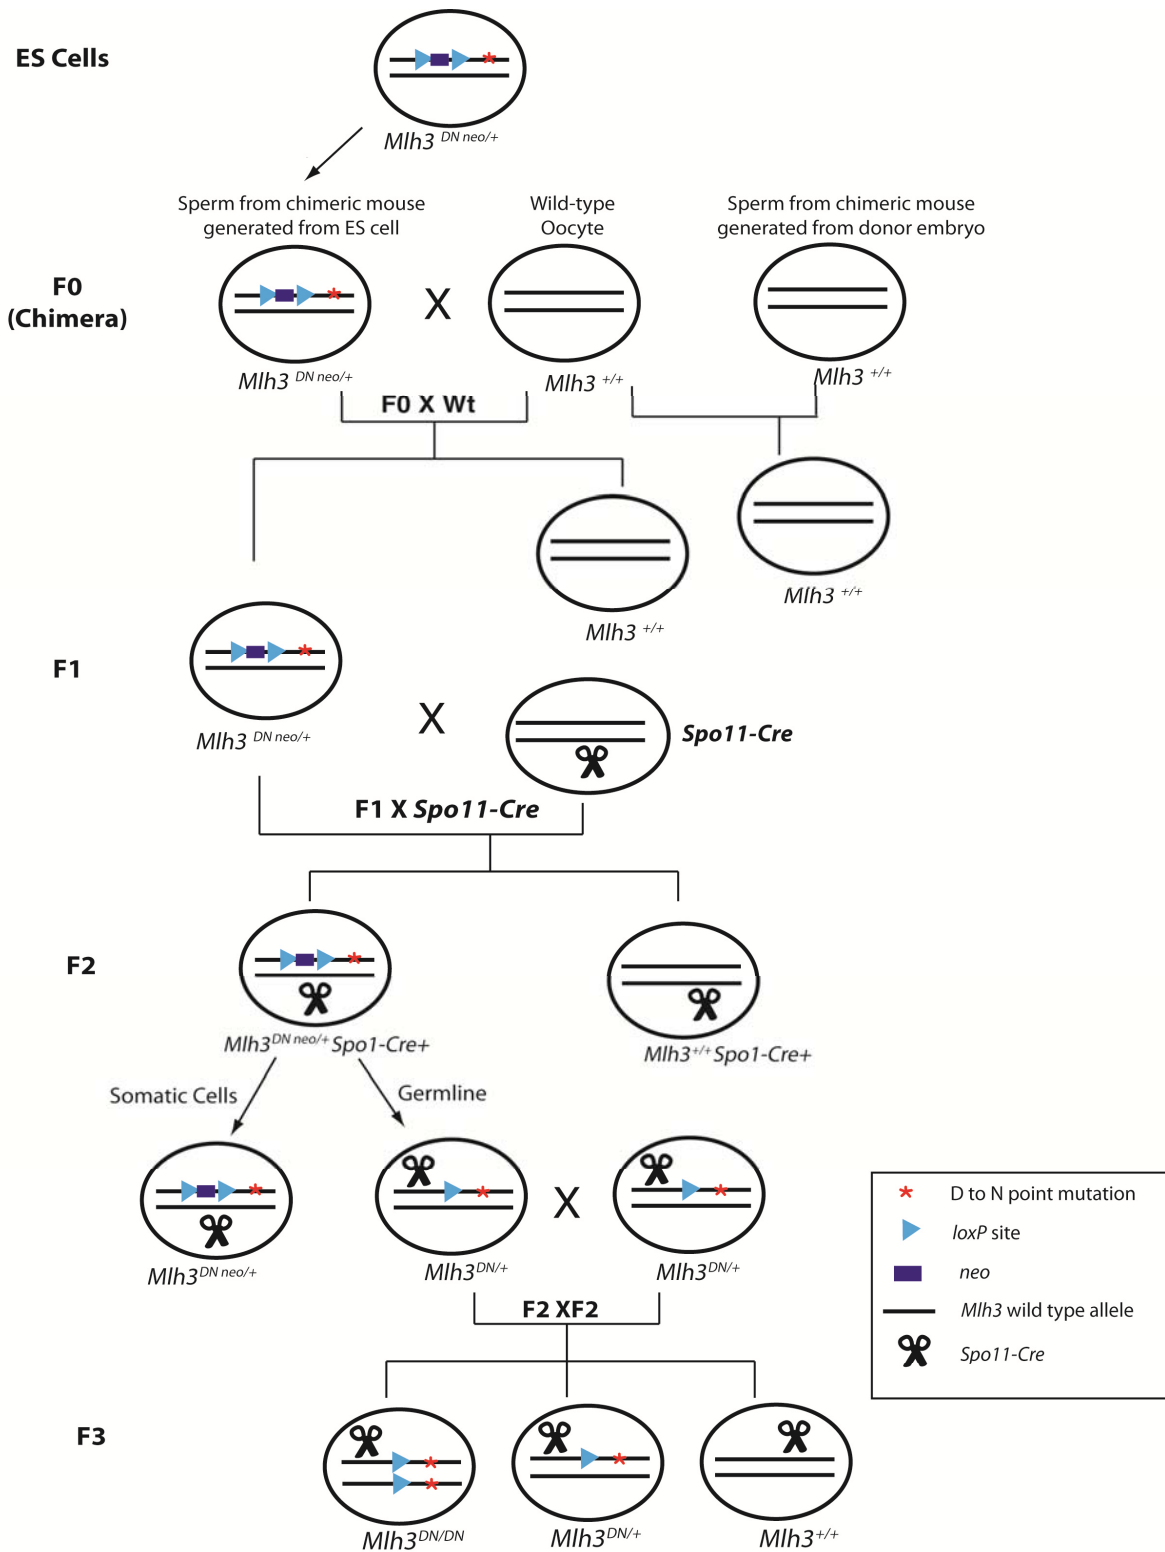 ES Cells
Mlh3 DN neo/+
Sperm from chimeric mouse
generated from ES cell
Wild-type
Oocyte
Sperm from chimeric mouse
generated from donor embryo
F0
(Chimera)
X
Mlh3 DN neo/+
Mlh3 +/+
Mlh3 +/+
F0 X Wt
Mlh3 +/+
Mlh3 +/+
F1
X
Spo11-Cre
Mlh3 DN neo/+
F1 X Spo11-Cre
F2
Mlh3DN neo/+ Spo1-Cre+
Mlh3+/+ Spo1-Cre+
Somatic Cells
Germline
X
Mlh3DN neo/+
Mlh3DN/+
Mlh3DN/+
F2 XF2
D to N point mutation
loxP site
neo
Mlh3 wild type allele
Spo11-Cre
F3
Mlh3DN/DN
Mlh3DN/+
Mlh3+/+